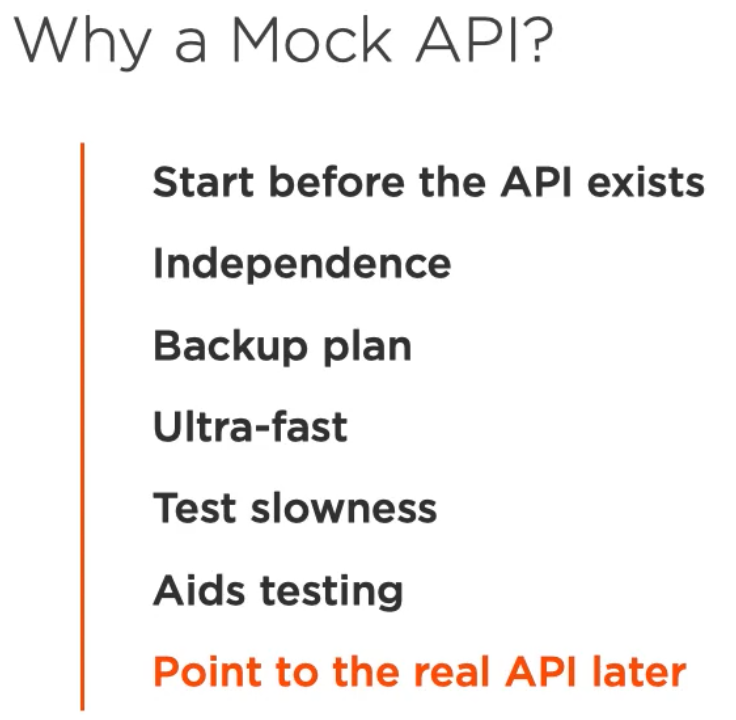 Why a Mock API?
Start before the API exists
Independence
Backup plan
Ultra-fast
Test slowness
Aids testing
Point to the real API later